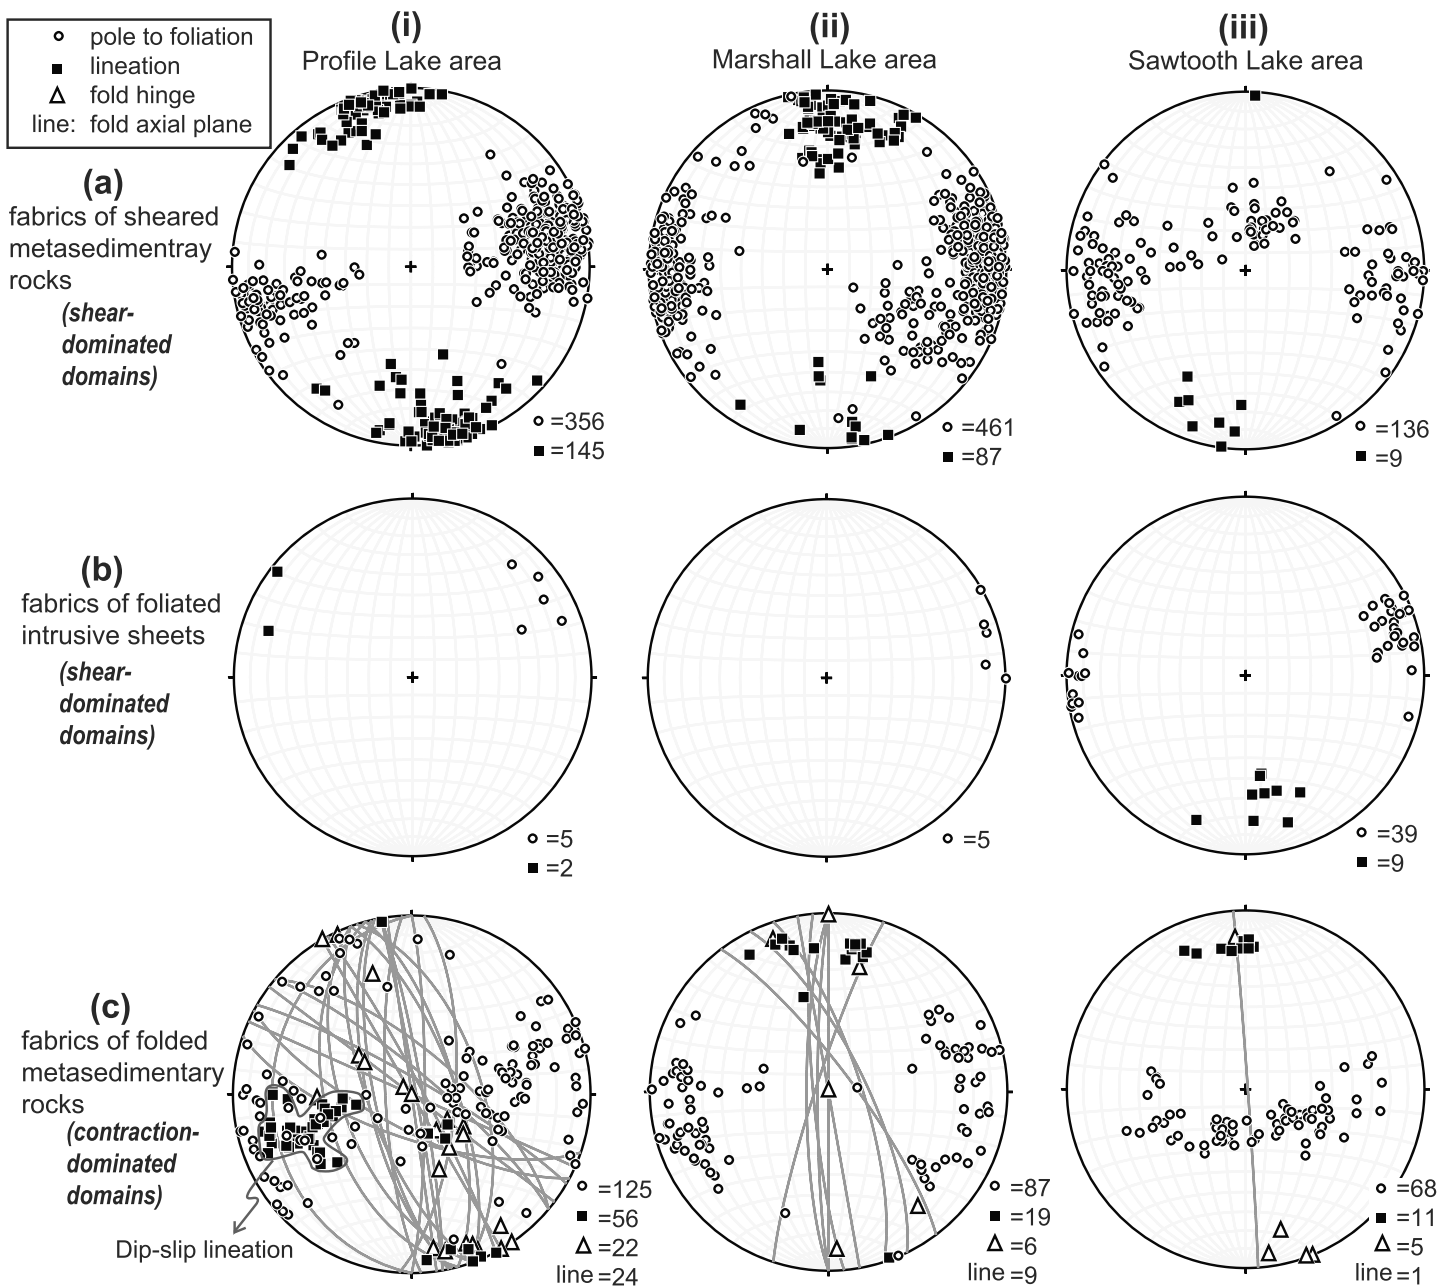 pole to foliation
lineation
fold hinge
line: fold axial plane
(i)
Profile Lake area
(ii)
Marshall Lake area
(iii)
Sawtooth Lake area
(a)
fabrics of sheared
metasedimentray
rocks
(shear-
dominated
domains)
=356
=145
=461
=87
=136
=9
(b)
fabrics of foliated
intrusive sheets
(shear-
dominated
domains)
=5
=2
=5
=39
=9
(c)
fabrics of folded
metasedimentary
rocks
(contraction-
dominated
domains)
Dip-slip lineation
=125
=56
=22
line =24
=87
=19
=6
line =9
=68
=11
=5
line =1